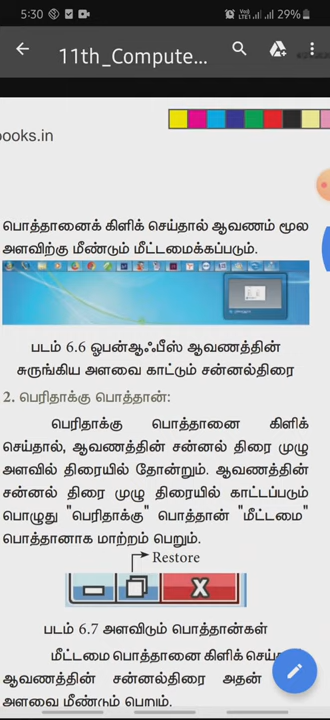 5:30
LTE1
29%
11th_Compute...
ooks.in
பொத்தானைக் கிளிக் செய்தால் ஆவணம் மூல
அளவிற்கு மீண்டும் மீட்டமைக்கப்படும்.
படம் 6.6 ஓபன்ஆஃபீஸ் ஆவணத்தின்
சுருங்கிய அளவை காட்டும் சன்னல்திரை
2. பெரிதாக்கு பொத்தான்:
பெரிதாக்கு பொத்தானை கிளிக்
செய்தால், ஆவணத்தின் சன்னல் திரை முழு
அளவில் திரையில் தோன்றும். ஆவணத்தின்
சன்னல் திரை முழு திரையில் காட்டப்படும்
பொழுது "பெரிதாக்கு" பொத்தான் "மீட்டமை"
பொத்தானாக மாற்றம் பெறும்.
Restore
X
படம் 6.7 அளவிடும் பொத்தான்கள்
மீட்டமை பொத்தானை கிளிக்
ஆவணத்தின் சன்னல்திரை அதன்
அளவை மீண்டும் பெறும்.